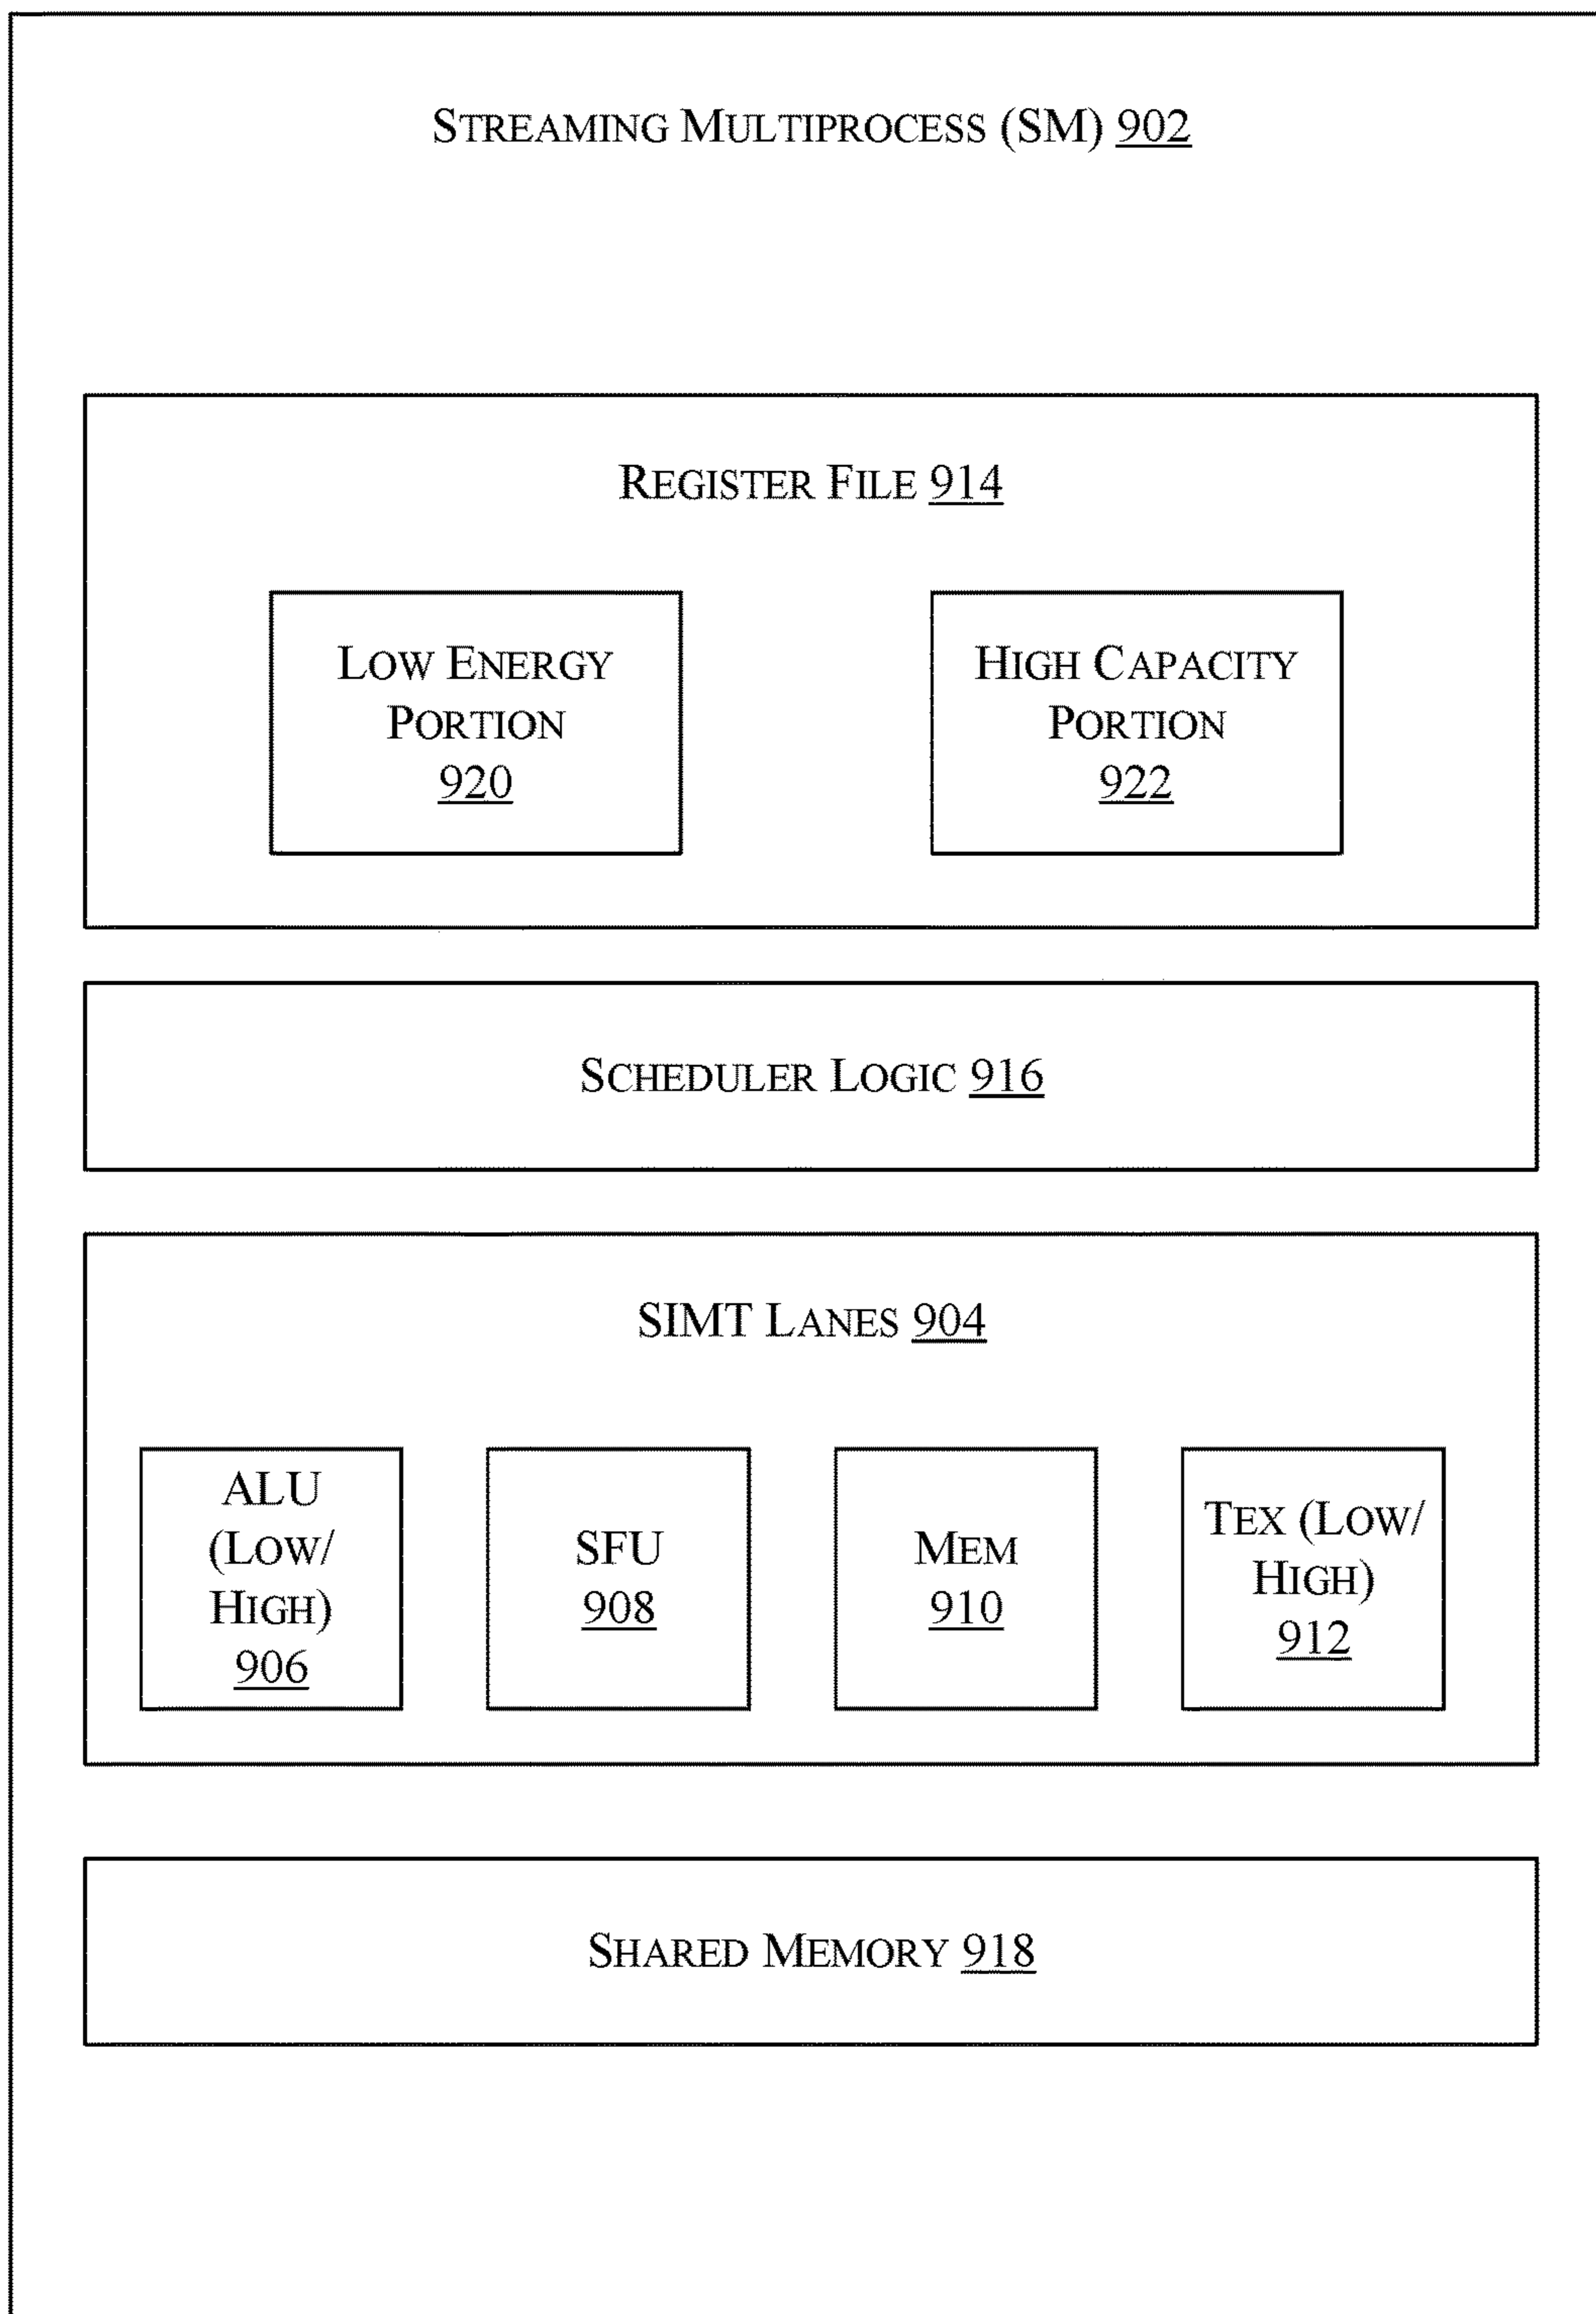 STREAMING MULTIPROCESS (SM) 902
REGISTER FILE 914
LOW ENERGY
PORTION
920
HIGH CAPACITY
PORTION
922
SCHEDULER LOGIC 916
SIMT LANES 904
ALU
(LOW/
HIGH)
906
SFU
908
MEM
910
TEX (LOW/
HIGH)
912
SHARED MEMORY 918